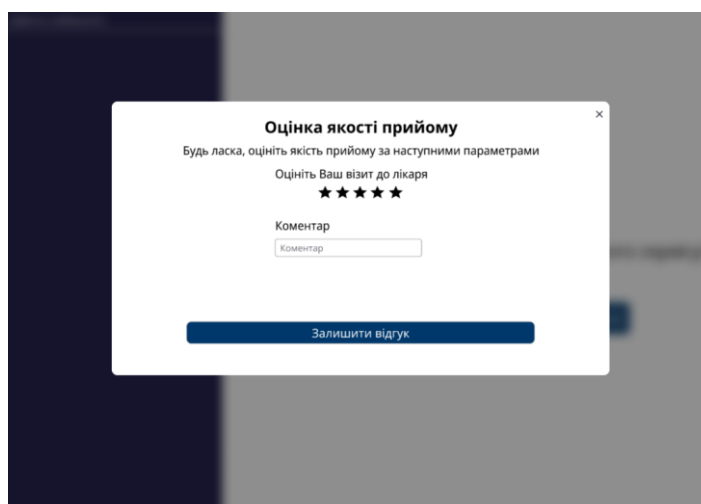 Оцінка якості прийому
Будь ласка, оцініть якість прийому за наступними параметрами
Оцініть Ваш візит до лікаря
Коментар
Коментар
Залишити відгук